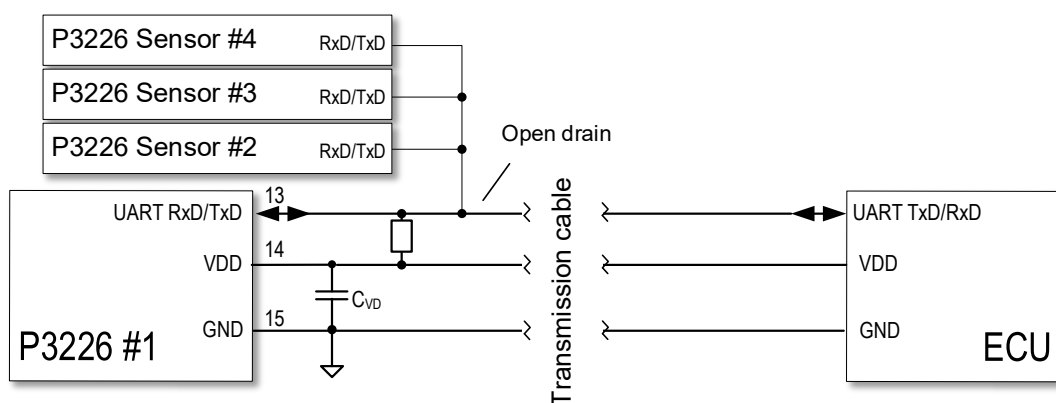 P3226 Sensor #4 RxD/TxD
P3226 Sensor #3 RxD/TxD
P3226 Sensor #2 RxD/TxD
Open drain
Transmission cable
13
UART RxD/TxD
UART TxD/RxD
14
VDD
VDD
CVD
15
GND
GND
P3226 #1
ECU